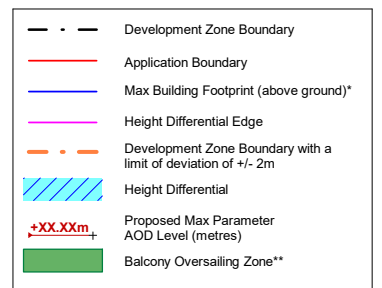 Development Zone Boundary
Application Boundary
Max Building Footprint (above ground)*
Height Differential Edge
Development Zone Boundary with a
limit of deviation of +/- 2m
Height Differential
+XX.XXm
Proposed Max Parameter
AOD Level (metres)
Balcony Oversailing Zone**